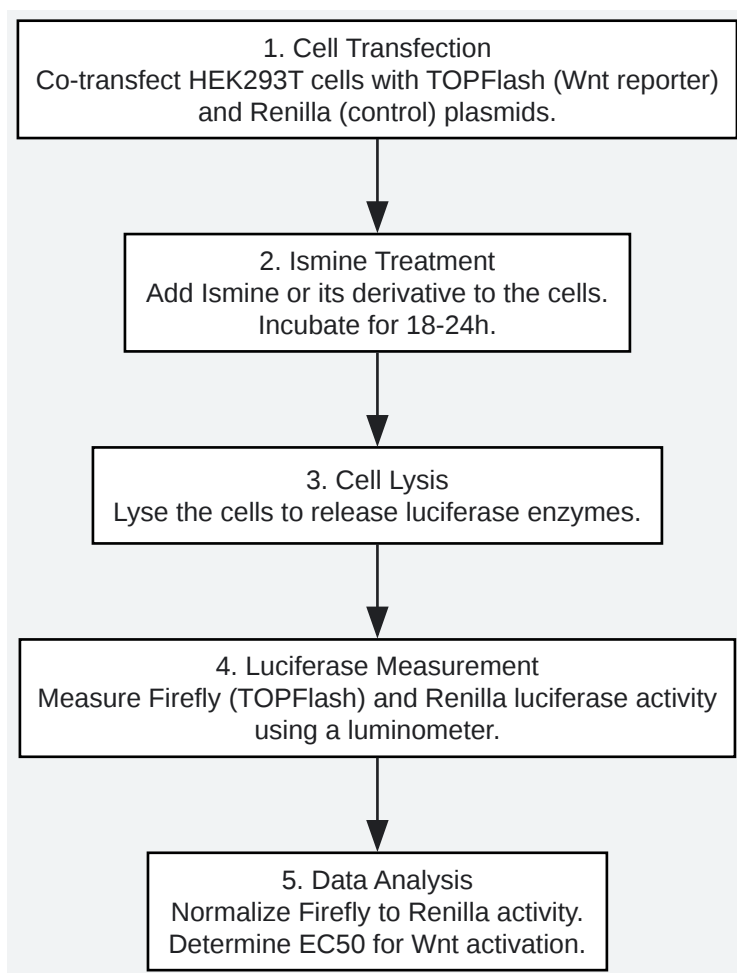 1. Cell Transfection
Co-transfect HEK293T cells with TOPFlash (Wnt reporter)
and Renilla (control) plasmids.
2. Ismine Treatment
Add Ismine or its derivative to the cells.
Incubate for 18-24h.
3. Cell Lysis
Lyse the cells to release luciferase enzymes.
4. Luciferase Measurement
Measure Firefly (TOPFlash) and Renilla luciferase activity
using a luminometer.
5. Data Analysis
Normalize Firefly to Renilla activity.
Determine EC50 for Wnt activation.